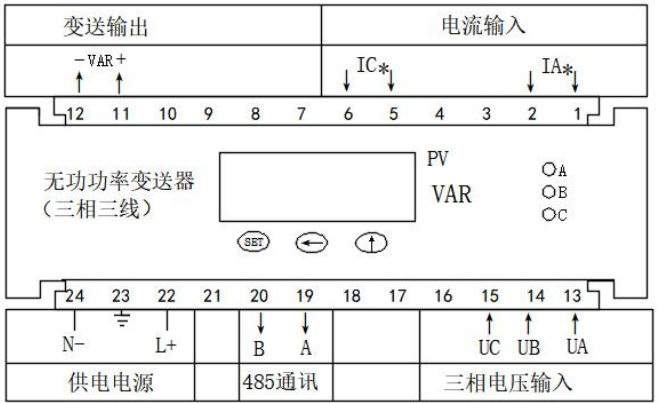 变送输出 电流输入
-VAR+ IC* IA*
12 11 10 9 8 7 6 5 4 3 2 1
PV
无功功率变送器 VAR A
(三相三线) B
C
SET
24 23 22 21 20 19 18 17 16 15 14 13
N- L+ B A UC UB UA
供电电源 485通讯 三相电压输入